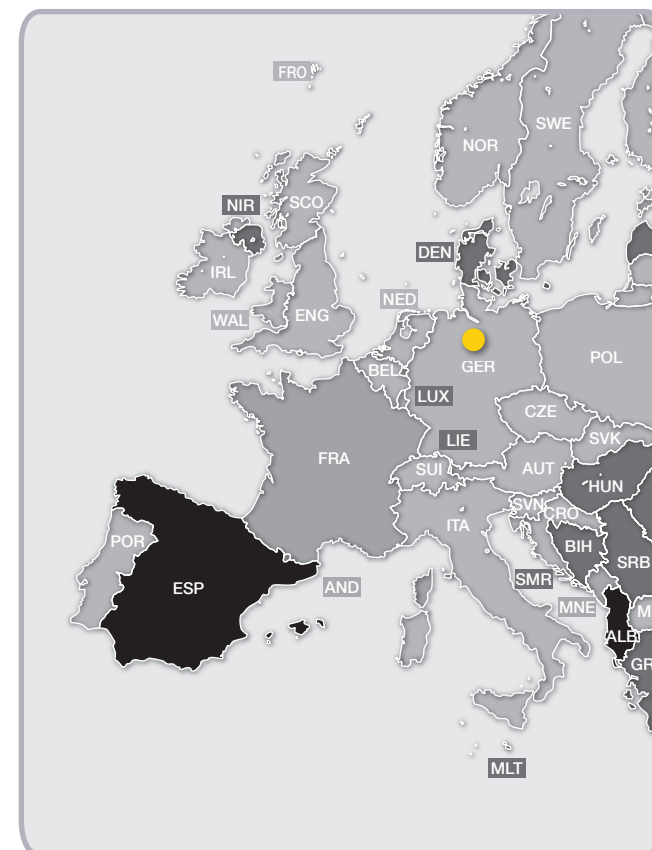 FRO
SWE
NOR
NIR
SCO
DEN
IRL
NED
WAL
ENG
POL
GER
BEL
LUX
CZE
LIE
SVK
FRA
SUI
AUT
HUN
SVN
CRO
ITA
POR
BIH
SRB
ESP
AND
SMR
MNE
M
ALB
GR
MLT